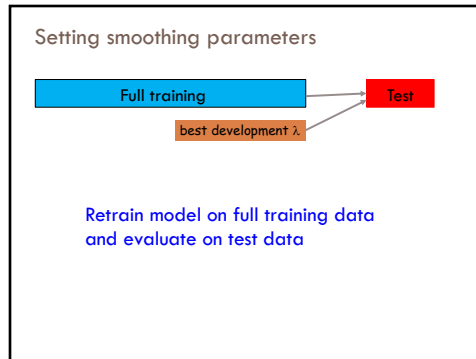 Setting smoothing parameters
Full training
Test
best development λ
Retrain model on full training data
and evaluate on test data